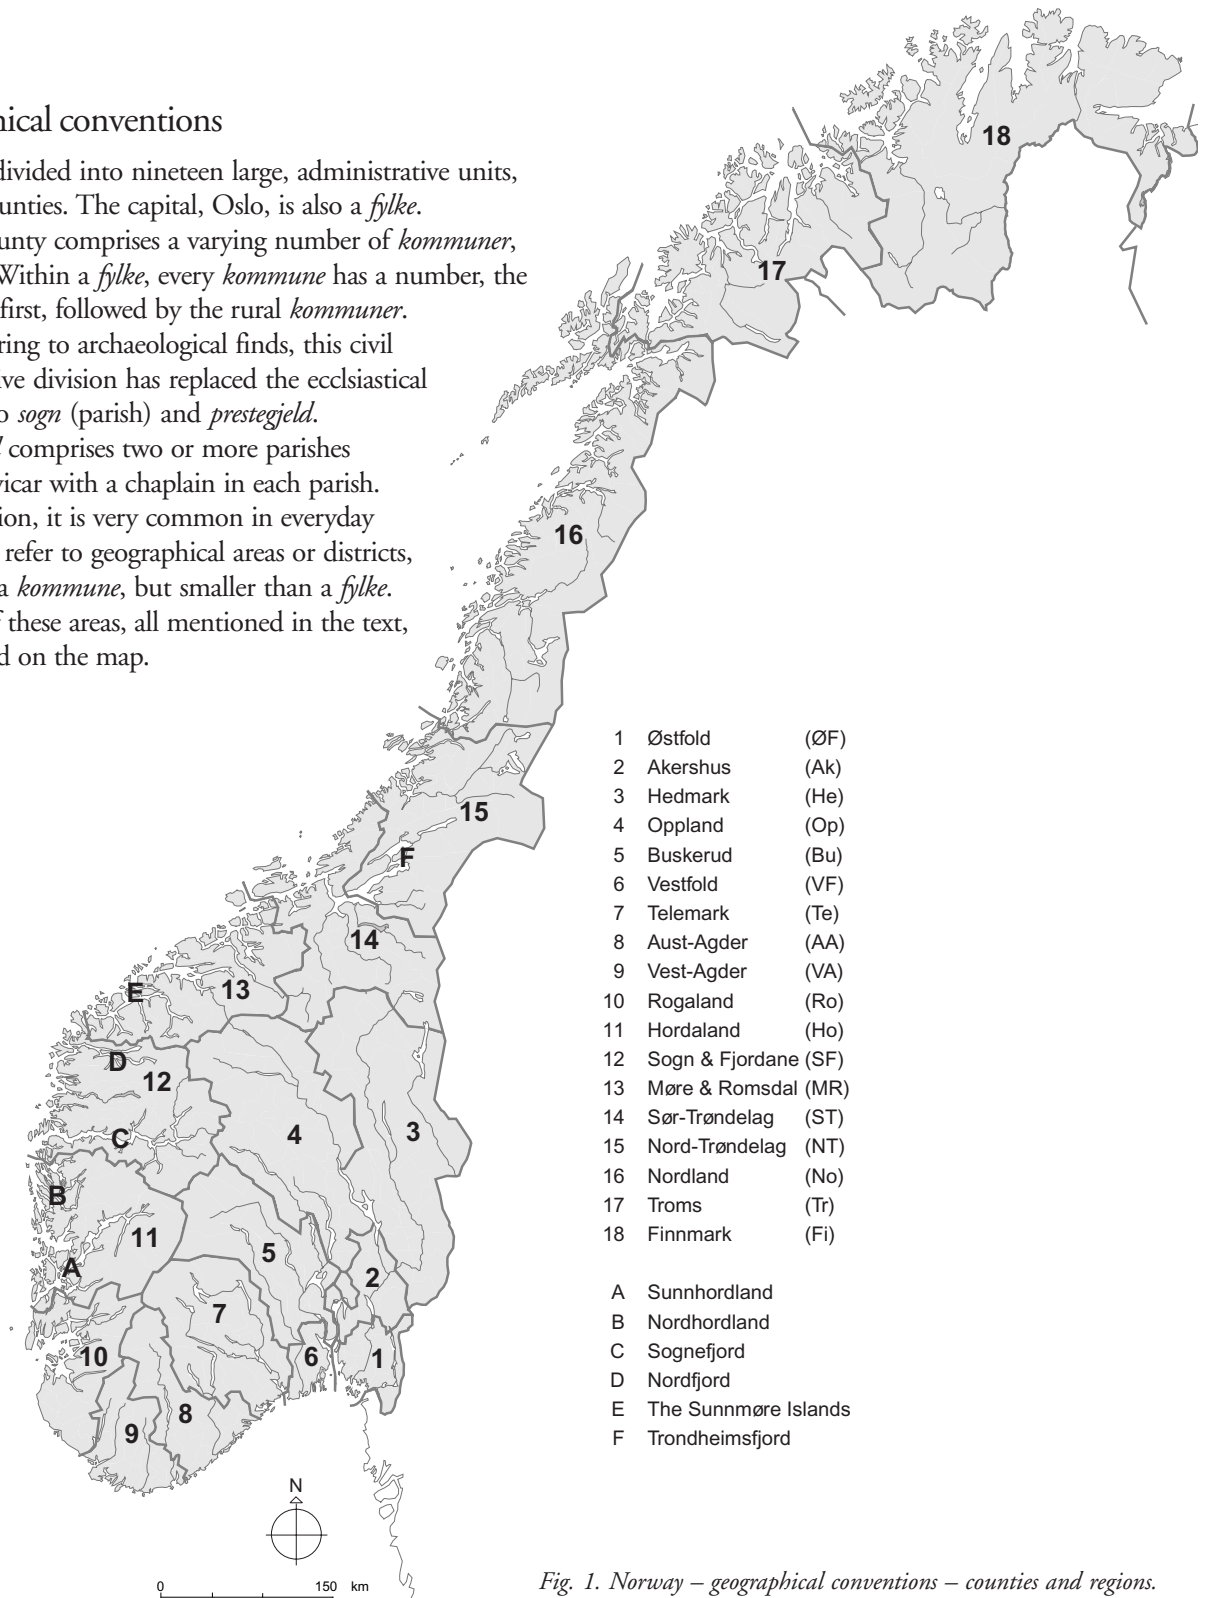 nical conventions
divided into nineteen large, administrative units,
unties. The capital, Oslo, is also a fylke.
unty comprises a varying number of kommuner,
Within a fylke, every kommune has a number, the
first, followed by the rural kommuner.
ring to archaeological finds, this civil
ive division has replaced the ecclsiastical
o sogn (parish) and prestegjeld.
comprises two or more parishes
vicar with a chaplain in each parish.
ion, it is very common in everyday
refer to geographical areas or districts,
a kommune, but smaller than a fylke.
f these areas, all mentioned in the text,
d on the map.
18
17
16
15
F
14
13
E
D
12
C
4
3
B
11
A
5
2
7
10
6
1
8
9
1 Østfold (ØF)
2 Akershus (Ak)
3 Hedmark (He)
4 Oppland (Op)
5 Buskerud (Bu)
6 Vestfold (VF)
7 Telemark (Te)
8 Aust-Agder (AA)
9 Vest-Agder (VA)
10 Rogaland (Ro)
11 Hordaland (Ho)
12 Sogn & Fjordane (SF)
13 Møre & Romsdal (MR)
14 Sør-Trøndelag (ST)
15 Nord-Trøndelag (NT)
16 Nordland (No)
17 Troms (Tr)
18 Finnmark (Fi)
A Sunnhordland
B Nordhordland
C Sognefjord
D Nordfjord
E The Sunnmøre Islands
F Trondheimsfjord
N
0 150 km
Fig. 1. Norway – geographical conventions – counties and regions.